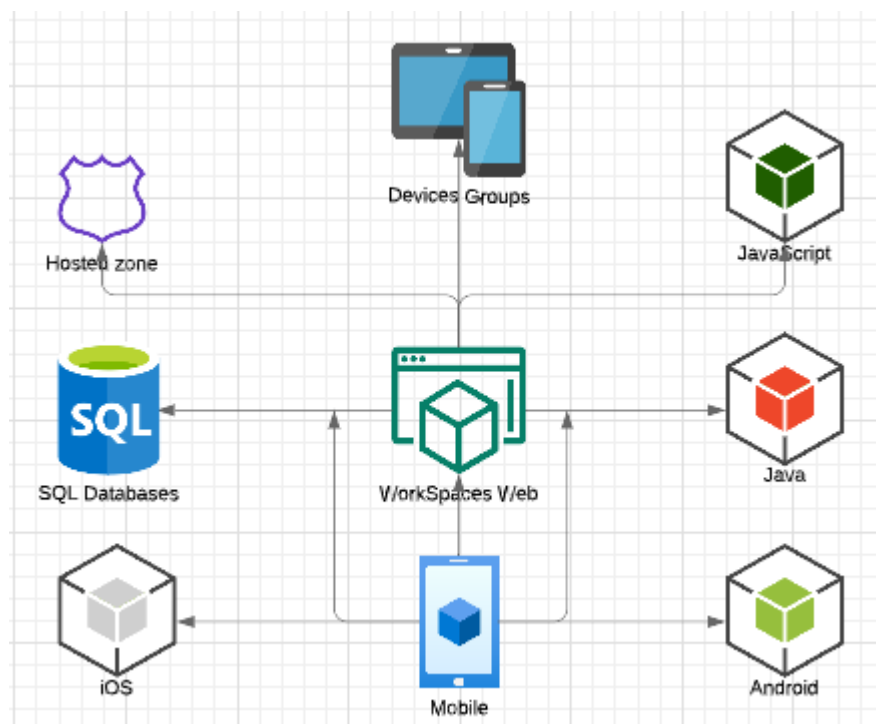 Devices Groups
Hosted zone
JavaScript
SQL
SQL Databases
WorkSpaces Web
Java
iOS
Mobile
Android